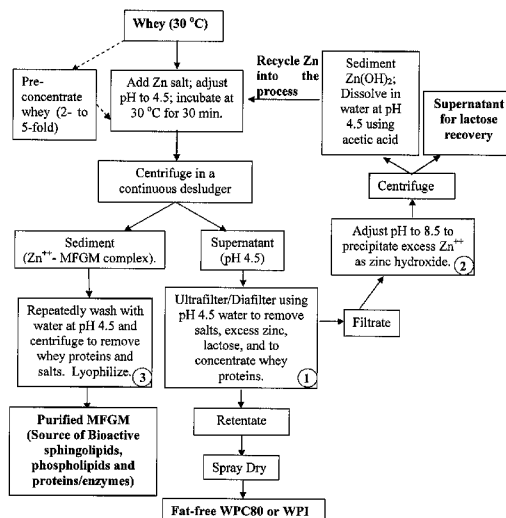 Whey (30 °C)
Pre-
concentrate
whey (2- to
5-fold)
Add Zn salt; adjust
pH to 4.5; incubate at
30 °C for 30 min.
Recycle Zn
into the
process
Sediment
Zn(OH)₂;
Dissolve in
water at pH
4.5 using
acetic acid
Supernatant
for lactose
recovery
Centrifuge in a
continuous desludger
Centrifuge
Sediment
(Zn⁺⁺- MFGM complex).
Supernatant
(pH 4.5)
Adjust pH to 8.5 to
precipitate excess Zn⁺⁺
as zinc hydroxide.
2
Repeatedly wash with
water at pH 4.5 and
centrifuge to remove
whey proteins and
salts. Lyophilize.
3
Ultrafilter/Diafilter using
pH 4.5 water to remove
salts, excess zinc,
lactose, and to
concentrate whey
proteins.
1
Filtrate
Purified MFGM
(Source of Bioactive
sphingolipids,
phospholipids and
proteins/enzymes)
Retentate
Spray Dry
Fat-free WPC80 or WPI